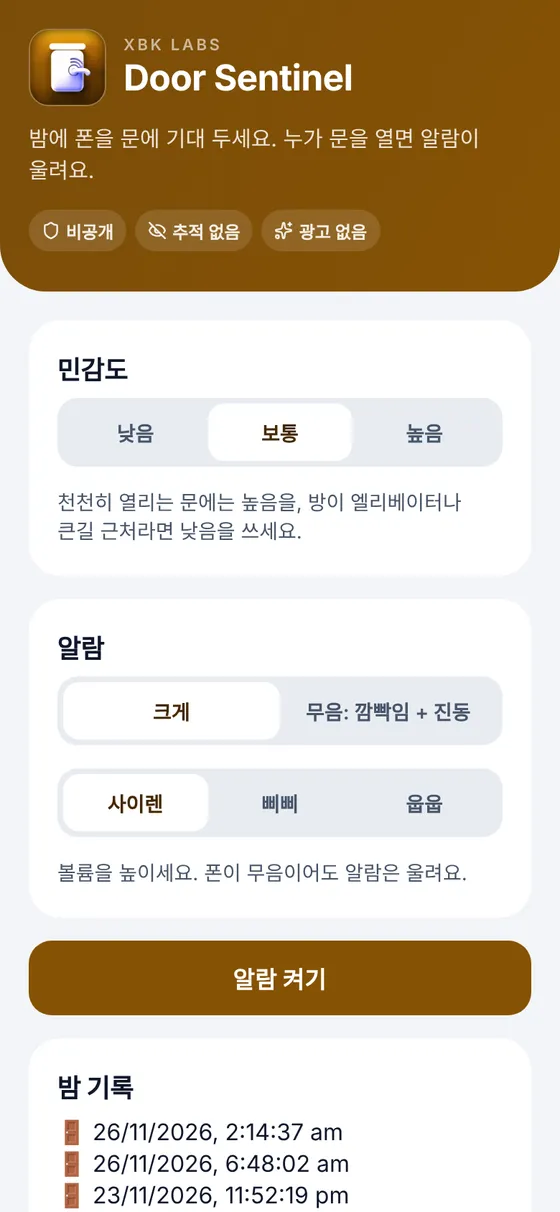 XBK LABS
Door Sentinel
밤에 폰을 문에 기대 두세요. 누가 문을 열면 알람이
울려요.
비공개
추적 없음
광고 없음
민감도
낮음
보통
높음
천천히 열리는 문에는 높음을, 방이 엘리베이터나
큰길 근처라면 낮음을 쓰세요.
알람
크게
무음: 깜빡임 + 진동
사이렌
삐삐
웁웁
볼륨을 높이세요. 폰이 무음이어도 알람은 울려요.
알람 켜기
밤 기록
26/11/2026, 2:14:37 am
26/11/2026, 6:48:02 am
23/11/2026, 11:52:19 pm